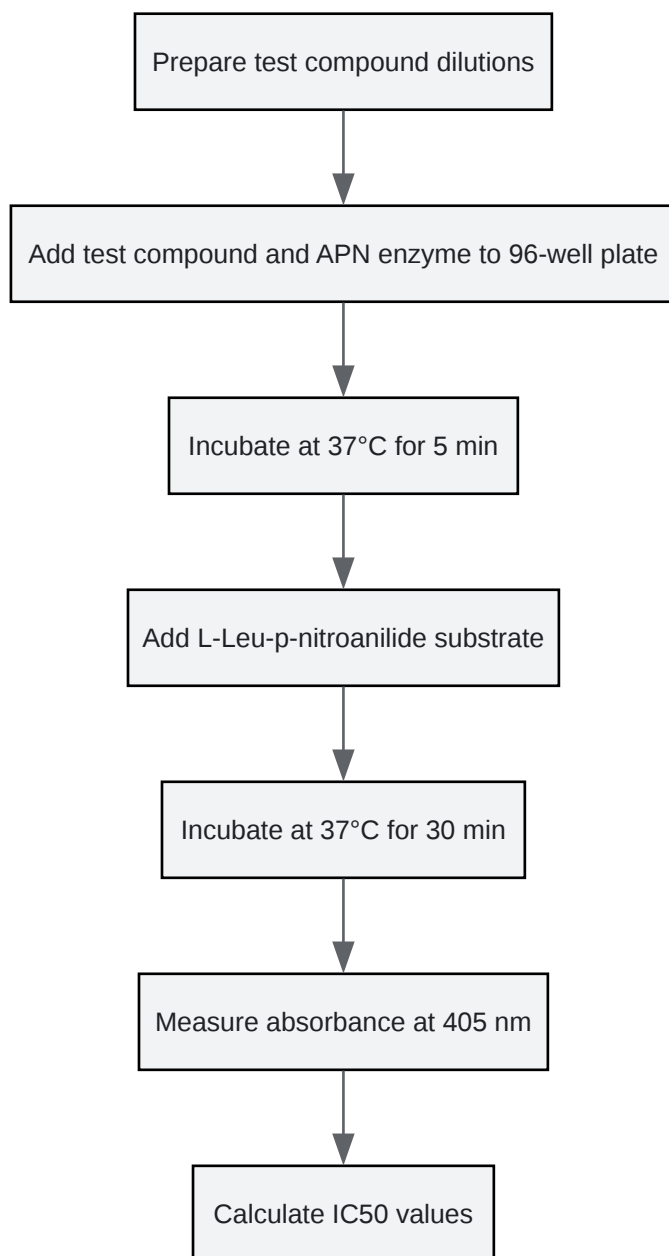 Prepare test compound dilutions
Add test compound and APN enzyme to 96-well plate
Incubate at 37°C for 5 min
Add L-Leu-p-nitroanilide substrate
Incubate at 37°C for 30 min
Measure absorbance at 405 nm
Calculate IC50 values